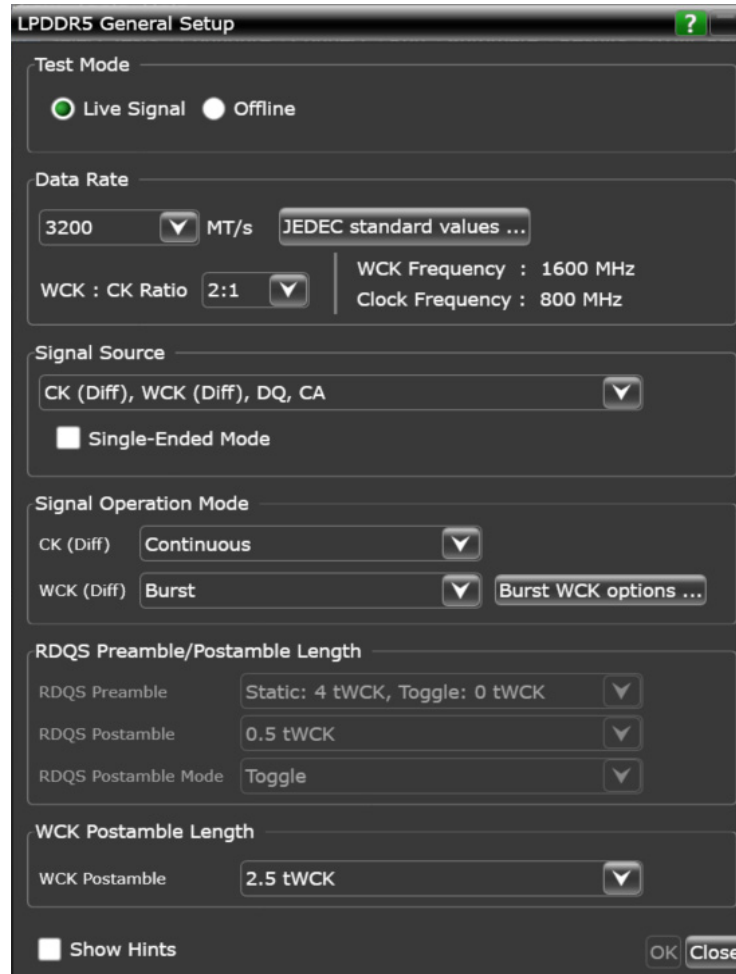 LPDDR5 General Setup ?
Test Mode
Live Signal Offline
Data Rate
3200 MT/s JEDEC standard values ...
WCK : CK Ratio 2:1
WCK Frequency : 1600 MHz
Clock Frequency : 800 MHz
Signal Source
CK (Diff), WCK (Diff), DQ, CA
Single-Ended Mode
Signal Operation Mode
CK (Diff) Continuous
WCK (Diff) Burst Burst WCK options ...
RDQS Preamble/Postamble Length
RDQS Preamble Static: 4 tWCK, Toggle: 0 tWCK
RDQS Postamble 0.5 tWCK
RDQS Postamble Mode Toggle
WCK Postamble Length
WCK Postamble 2.5 tWCK
Show Hints OK Close